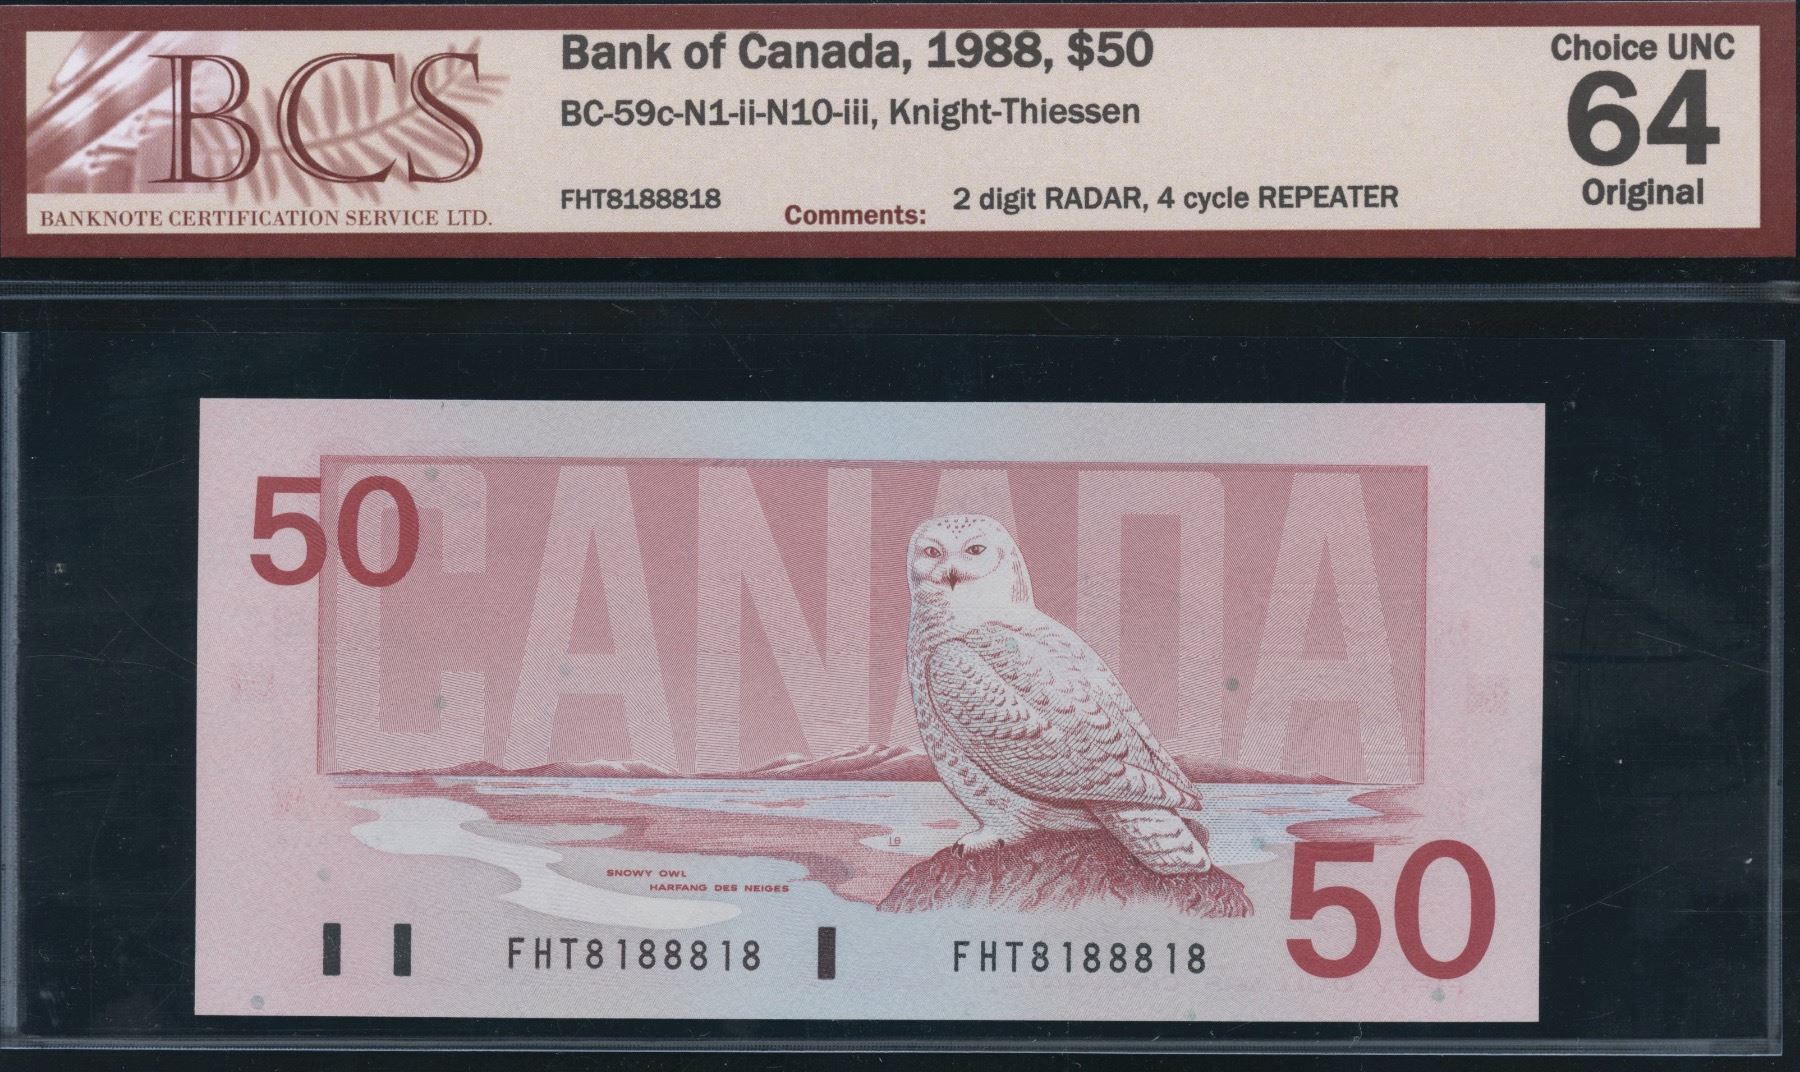 BCS
BANKNOTE CERTIFICATION SERVICE LTD.
Bank of Canada, 1988, $50
BC-59c-N1-ii-N10-iii, Knight-Thiessen
FHT8188818
Comments: 2 digit RADAR, 4 cycle REPEATER
Choice UNC
64
Original
50
CANADA
SNOWY OWL
HARFANG DES NEIGES
50
FHT8188818 FHT8188818